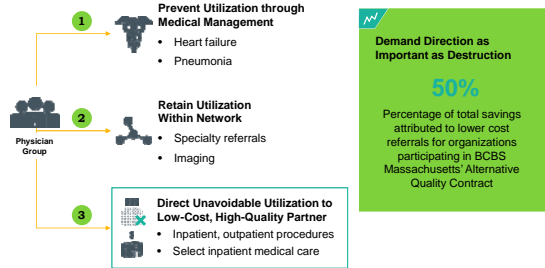 1
Prevent Utilization through
Medical Management
• Heart failure
• Pneumonia
Physician
Group
2
Retain Utilization
Within Network
• Specialty referrals
• Imaging
3
Direct Unavoidable Utilization to
Low-Cost, High-Quality Partner
• Inpatient, outpatient procedures
• Select inpatient medical care
Demand Direction as
Important as Destruction
50%
Percentage of total savings
attributed to lower cost
referrals for organizations
participating in BCBS
Massachusetts' Alternative
Quality Contract